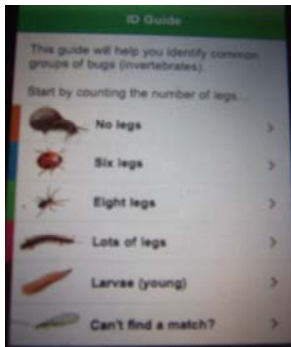 ID Guide
This guide will help you identify common
groups of bugs (invertebrates).
Start by counting the number of legs...
No legs
Six legs
Eight legs
Lots of legs
Larvae (young)
Can't find a match?